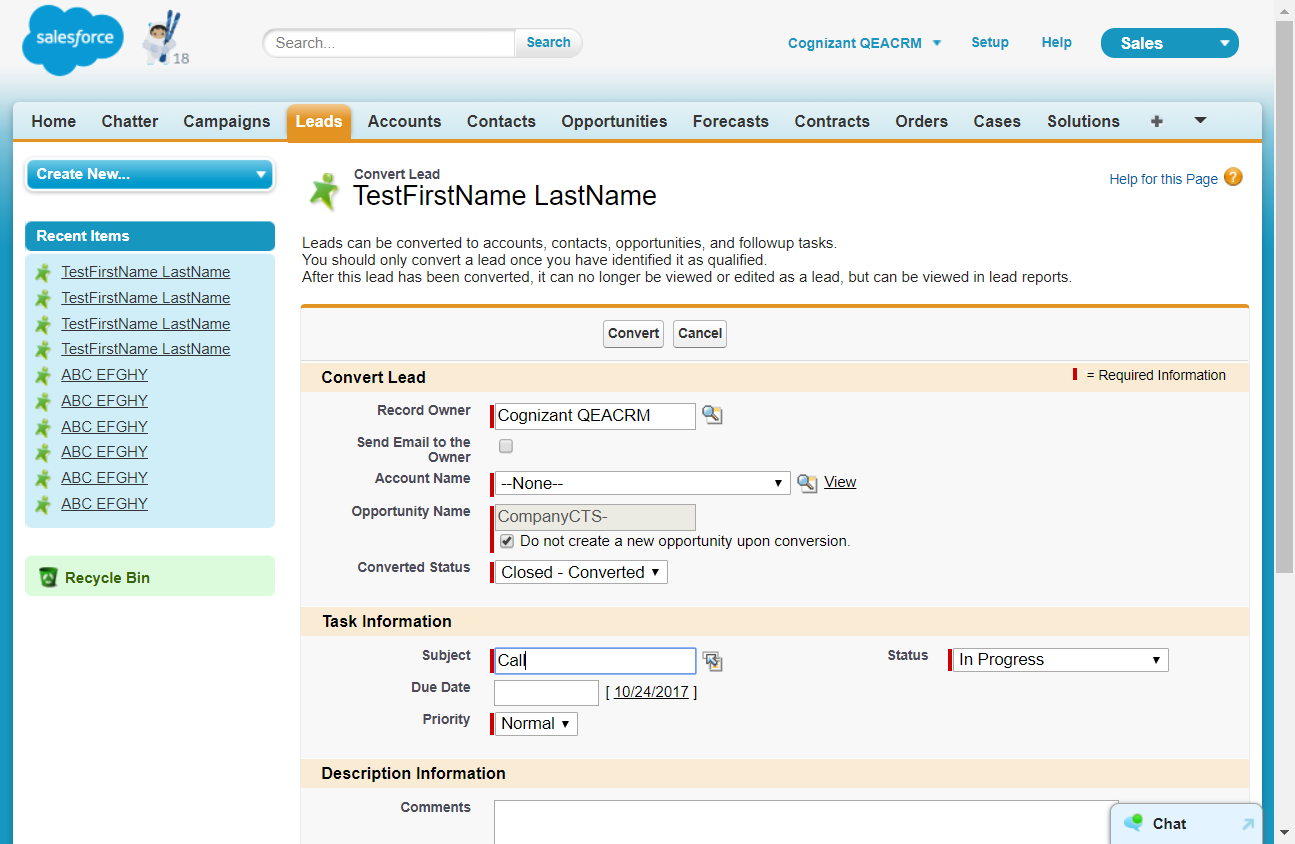 salesforce
18
Search...
Search
Cognizant QEACRM
Setup
Help
Sales
Home
Chatter
Campaigns
Leads
Accounts
Contacts
Opportunities
Forecasts
Contracts
Orders
Cases
Solutions
Create New...
Recent Items
TestFirstName LastName
TestFirstName LastName
TestFirstName LastName
TestFirstName LastName
ABC EFGHY
ABC EFGHY
ABC EFGHY
ABC EFGHY
ABC EFGHY
ABC EFGHY
Recycle Bin
Convert Lead
TestFirstName LastName
Help for this Page ?
Leads can be converted to accounts, contacts, opportunities, and followup tasks.
You should only convert a lead once you have identified it as qualified.
After this lead has been converted, it can no longer be viewed or edited as a lead, but can be viewed in lead reports.
Convert
Cancel
Convert Lead
= Required Information
Record Owner
Cognizant QEACRM
Send Email to the
Owner
Account Name
--None--
View
Opportunity Name
CompanyCTS-
Do not create a new opportunity upon conversion.
Converted Status
Closed - Converted
Task Information
Subject
Call
Status
In Progress
Due Date
[ 10/24/2017 ]
Priority
Normal
Description Information
Comments
Chat